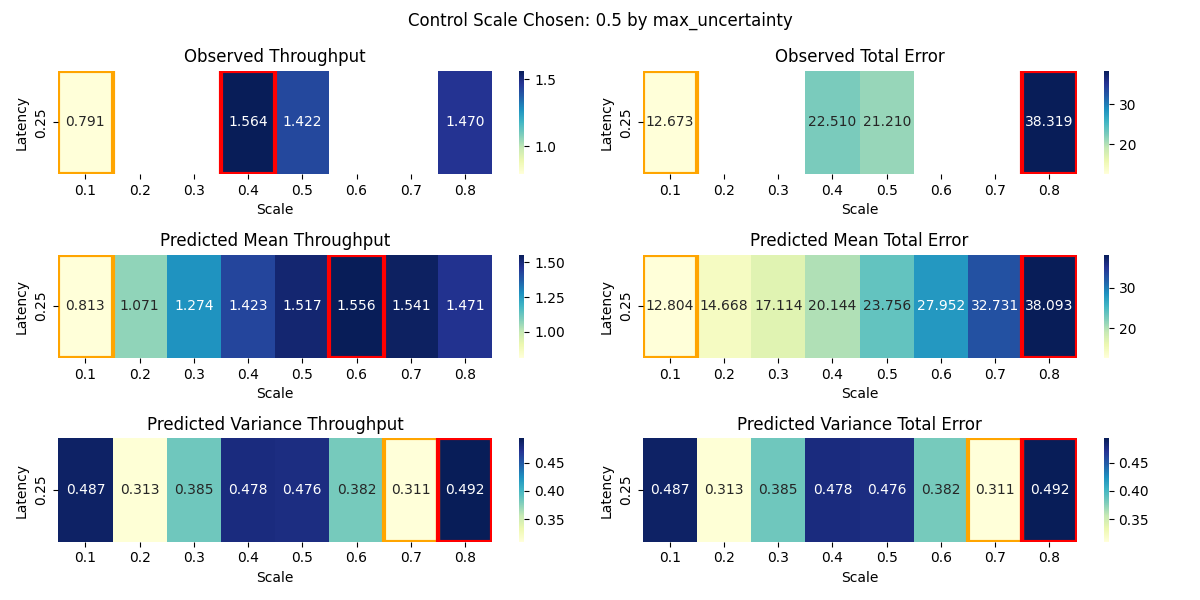 Control Scale Chosen: 0.5 by max_uncertainty
Observed Throughput
Latency
0.25
0.791
1.564
1.422
1.470
0.1 0.2 0.3 0.4 0.5 0.6 0.7 0.8
Scale
1.5
1.0
Observed Total Error
Latency
0.25
12.673
22.510
21.210
38.319
0.1 0.2 0.3 0.4 0.5 0.6 0.7 0.8
Scale
30
20
Predicted Mean Throughput
Latency
0.25
0.813 1.071 1.274 1.423 1.517 1.556 1.541 1.471
0.1 0.2 0.3 0.4 0.5 0.6 0.7 0.8
Scale
1.50
1.25
1.00
Predicted Mean Total Error
Latency
0.25
12.804 14.668 17.114 20.144 23.756 27.952 32.731 38.093
0.1 0.2 0.3 0.4 0.5 0.6 0.7 0.8
Scale
30
20
Predicted Variance Throughput
Latency
0.25
0.487 0.313 0.385 0.478 0.476 0.382 0.311 0.492
0.1 0.2 0.3 0.4 0.5 0.6 0.7 0.8
Scale
0.45
0.40
0.35
Predicted Variance Total Error
Latency
0.25
0.487 0.313 0.385 0.478 0.476 0.382 0.311 0.492
0.1 0.2 0.3 0.4 0.5 0.6 0.7 0.8
Scale
0.45
0.40
0.35